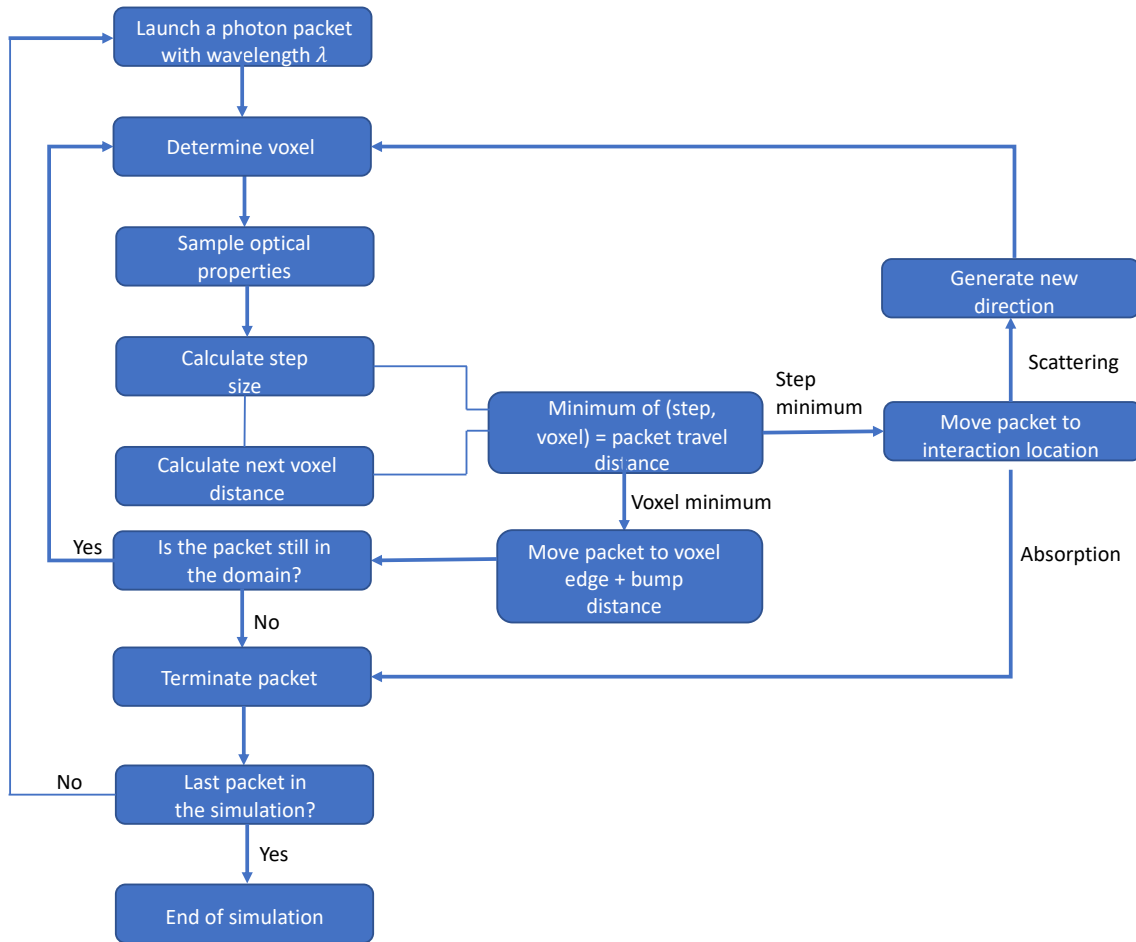 Launch a photon packet
with wavelength λ
Determine voxel
Sample optical
properties
Generate new
direction
Calculate step
size
Scattering
Step
minimum
Minimum of (step,
voxel) = packet travel
distance
Move packet to
interaction location
Calculate next voxel
distance
Voxel minimum
Yes
Is the packet still in
the domain?
Move packet to voxel
edge + bump
distance
Absorption
No
Terminate packet
No
Last packet in
the simulation?
Yes
End of simulation